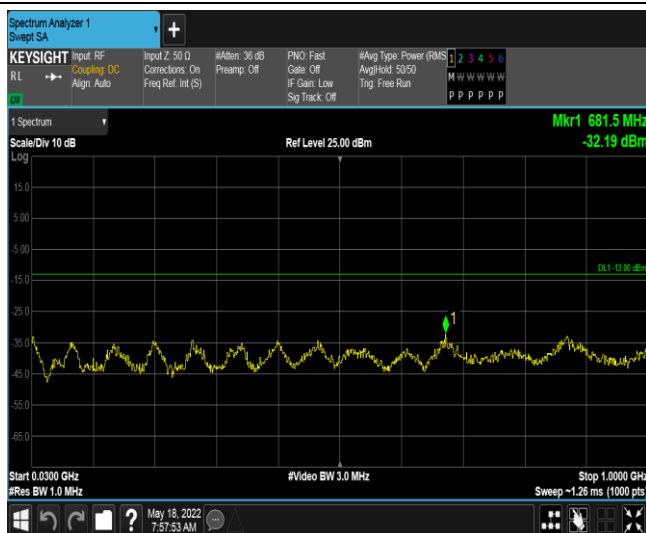 Spectrum Analyzer 1
Swept SA
+
KEYSIGHT
RL
Input: RF
Coupling: DC
Align: Auto
Input Z: 50 Ω
Corrections: On
Freq Ref: Int (S)
#Atten: 36 dB
Preamp: Off
PNO: Fast
Gate: Off
IF Gain: Low
Sig Track: Off
#Avg Type: Power (RMS
Avg|Hold: 50/50
Trig: Free Run
1 2 3 4 5 6
M W W W W W
P P P P P P
1 Spectrum
Scale/Div 10 dB
Ref Level 25.00 dBm
Mkr1 681.5 MHz
-32.19 dBm
Log
15.0
5.00
-5.00
-15.0
-25.0
-35.0
-45.0
-55.0
-65.0
DL1 -13.00 dBm
1
Start 0.0300 GHz
#Res BW 1.0 MHz
#Video BW 3.0 MHz
Stop 1.0000 GHz
Sweep ~1.26 ms (1000 pts)
?
May 18, 2022
7:57:53 AM